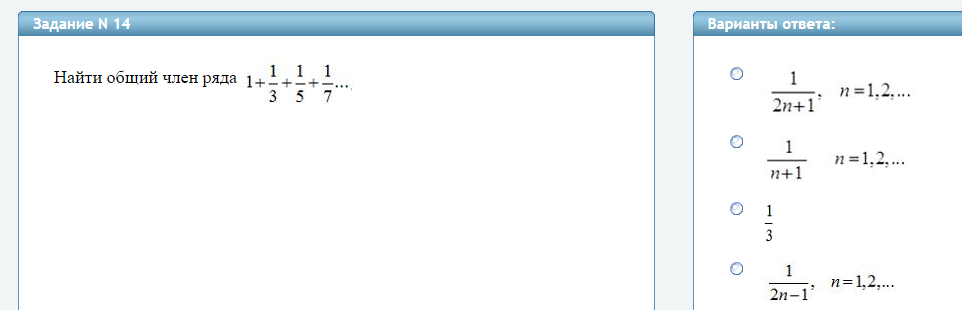 Задание N 14
Найти общий член ряда 1+1/3+1/5+1/7...,
Варианты ответа:
1/(2n+1), n=1,2,...
1/(n+1) n=1,2,...
1/3
1/(2n−1), n=1,2,...